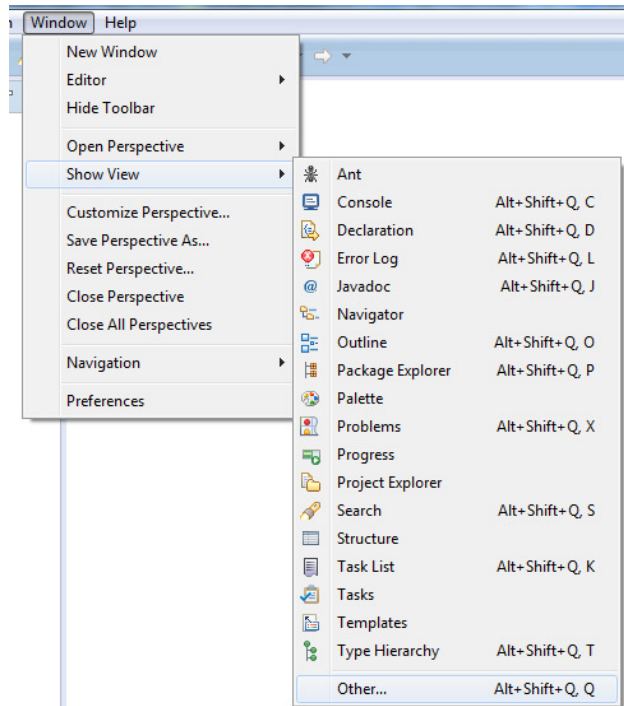 Window Help
New Window
Editor
Hide Toolbar
Open Perspective
Show View
Customize Perspective...
Save Perspective As...
Reset Perspective...
Close Perspective
Close All Perspectives
Navigation
Preferences
Ant
Console Alt+Shift+Q, C
Declaration Alt+Shift+Q, D
Error Log Alt+Shift+Q, L
Javadoc Alt+Shift+Q, J
Navigator
Outline Alt+Shift+Q, O
Package Explorer Alt+Shift+Q, P
Palette
Problems Alt+Shift+Q, X
Progress
Project Explorer
Search Alt+Shift+Q, S
Structure
Task List Alt+Shift+Q, K
Tasks
Templates
Type Hierarchy Alt+Shift+Q, T
Other... Alt+Shift+Q, Q